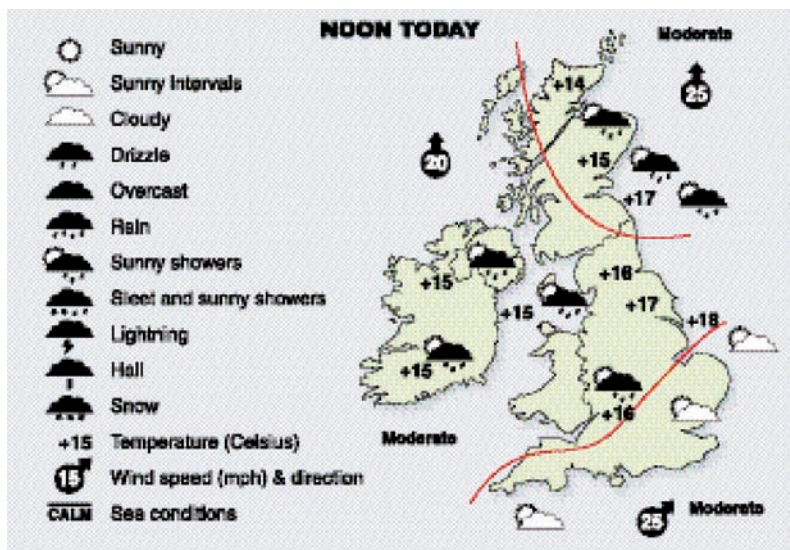 NOON TODAY
Sunny
Sunny Intervals
Cloudy
Drizzle
Overcast
Rain
Sunny showers
Sleet and sunny showers
Lightning
Hail
Snow
+15 Temperature (Celsius)
15 Wind speed (mph) & direction
CALM Sea conditions
Moderate
25
20
+14
+15
+17
+16
+17
+18
+15
+15
+15
+16
Moderate
25 Moderate